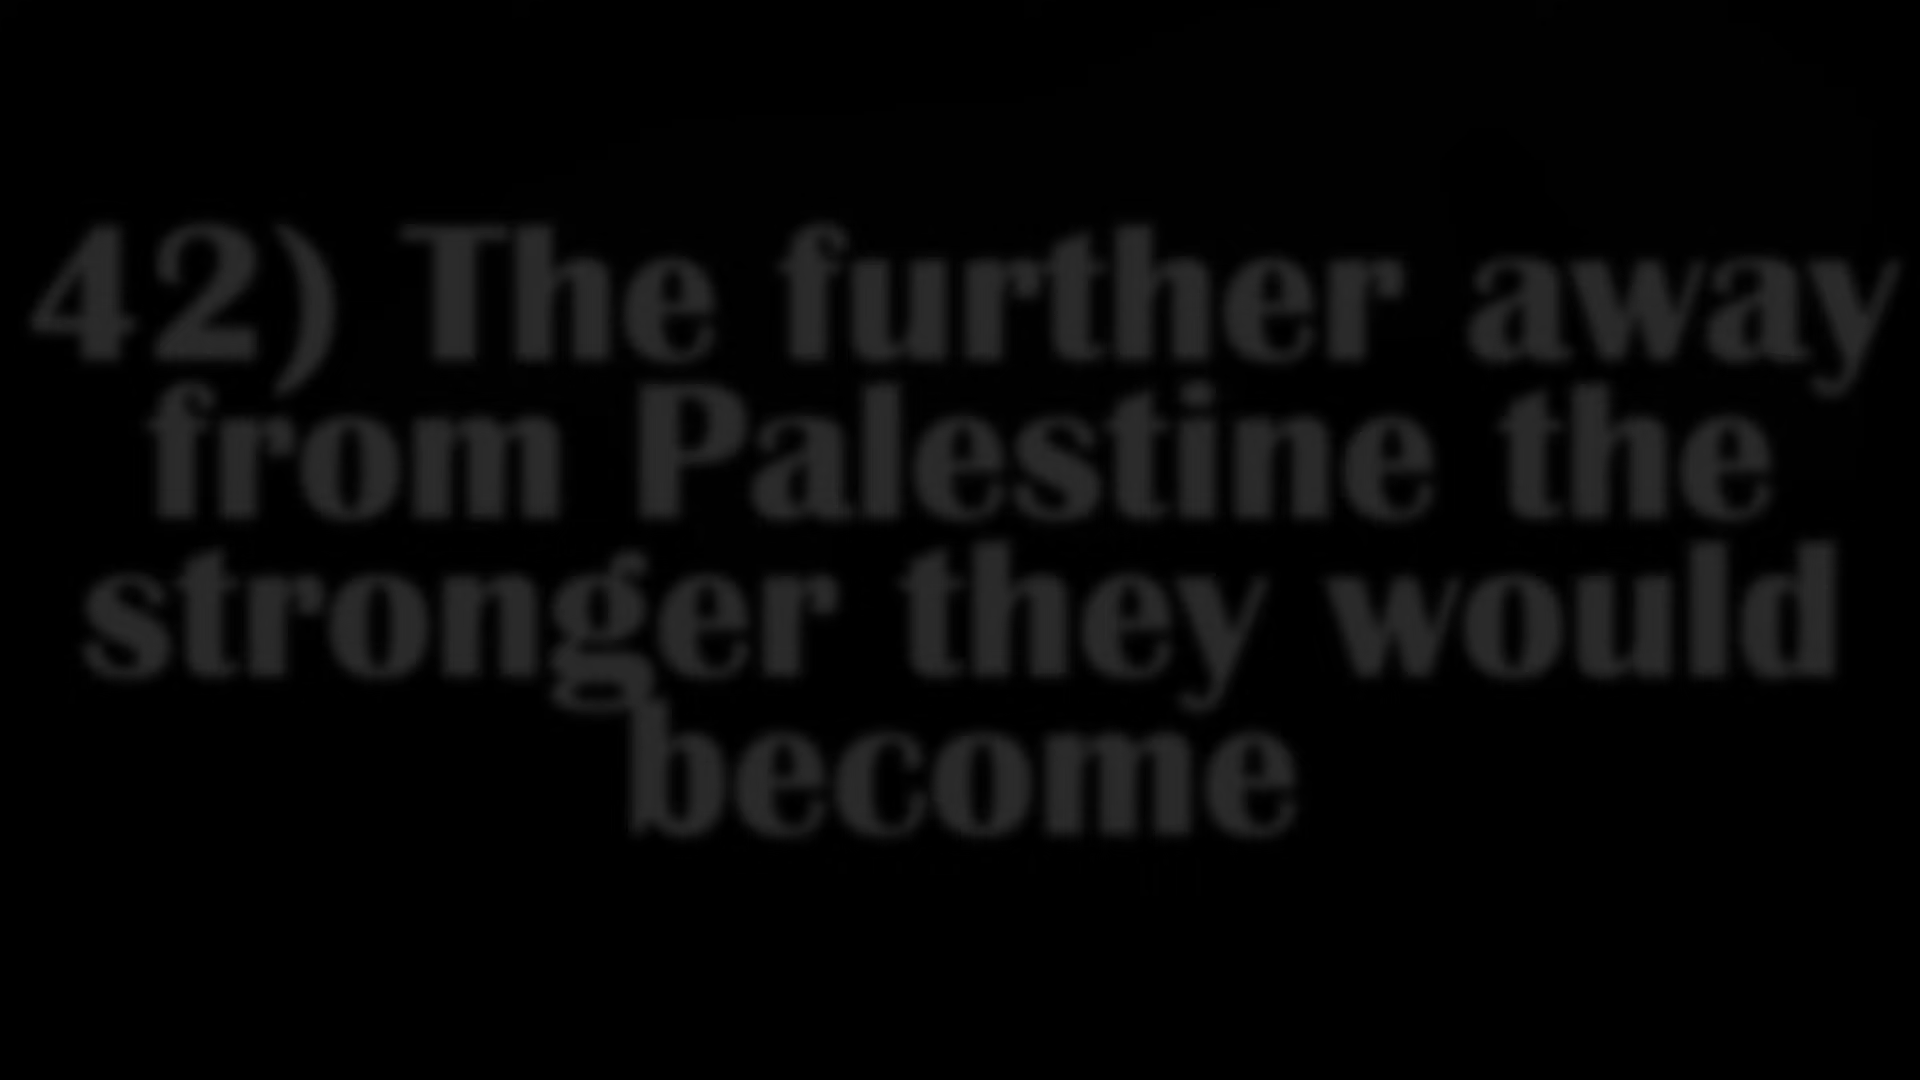 42) The further away
from Palestine the
stronger they would
become